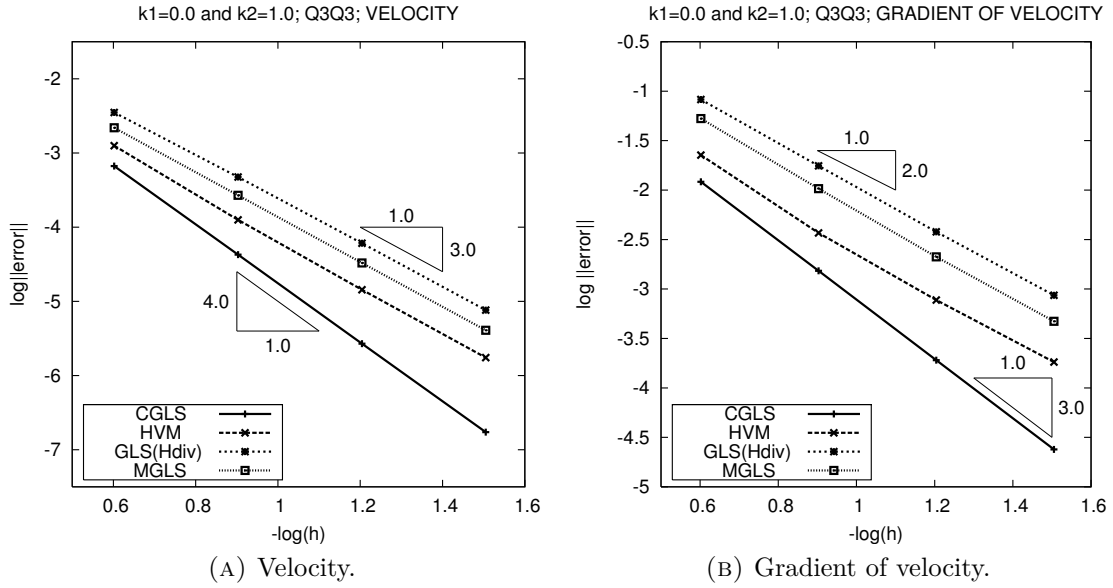 k1=0.0 and k2=1.0; Q3Q3; VELOCITY
log||error||
-2
-3
-4
-5
-6
-7
1.0
3.0
4.0
1.0
CGLS
HVM
GLS(Hdiv)
MGLS
0.6 0.8 1 1.2 1.4 1.6
-log(h)
(A) Velocity.
k1=0.0 and k2=1.0; Q3Q3; GRADIENT OF VELOCITY
log ||error||
-0.5
-1
-1.5
-2
-2.5
-3
-3.5
-4
-4.5
-5
1.0
2.0
1.0
3.0
CGLS
HVM
GLS(Hdiv)
MGLS
0.6 0.8 1 1.2 1.4 1.6
-log(h)
(B) Gradient of velocity.